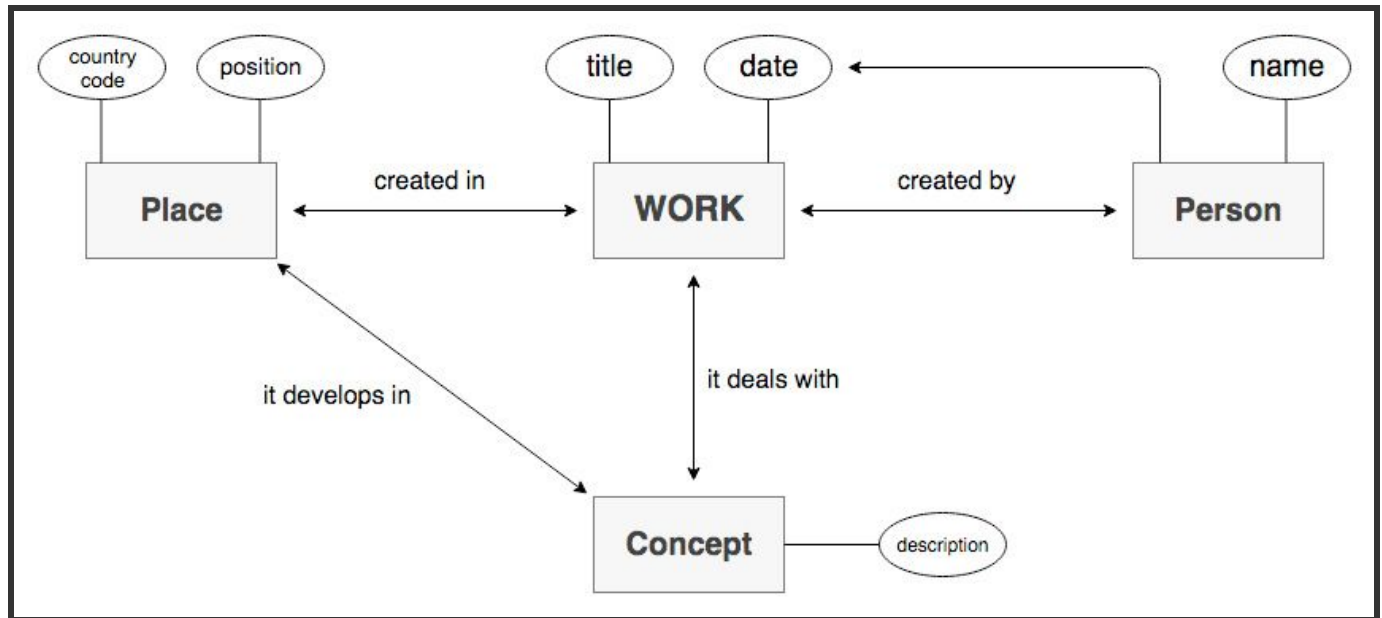 country
code
position
title
date
name
created in
created by
Place
WORK
Person
it develops in
it deals with
Concept
description